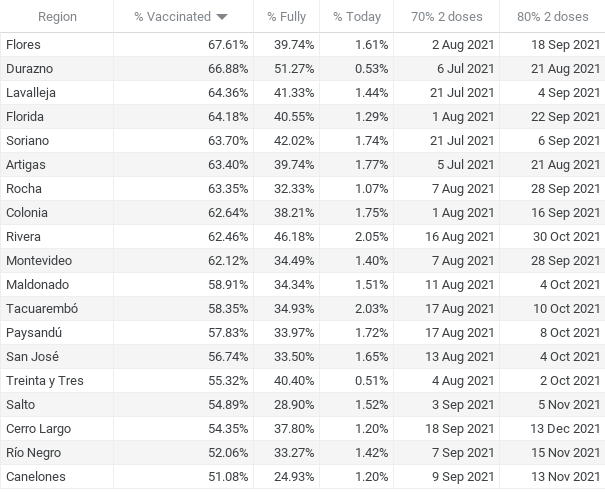 Region % Vaccinated % Fully % Today 70% 2 doses 80% 2 doses
Flores 67.61% 39.74% 1.61% 2 Aug 2021 18 Sep 2021
Durazno 66.88% 51.27% 0.53% 6 Jul 2021 21 Aug 2021
Lavalleja 64.36% 41.33% 1.44% 21 Jul 2021 4 Sep 2021
Florida 64.18% 40.55% 1.29% 1 Aug 2021 22 Sep 2021
Soriano 63.70% 42.02% 1.74% 21 Jul 2021 6 Sep 2021
Artigas 63.40% 39.74% 1.77% 5 Jul 2021 21 Aug 2021
Rocha 63.35% 32.33% 1.07% 7 Aug 2021 28 Sep 2021
Colonia 62.64% 38.21% 1.75% 1 Aug 2021 16 Sep 2021
Rivera 62.46% 46.18% 2.05% 16 Aug 2021 30 Oct 2021
Montevideo 62.12% 34.49% 1.40% 7 Aug 2021 28 Sep 2021
Maldonado 58.91% 34.34% 1.51% 11 Aug 2021 4 Oct 2021
Tacuarembó 58.35% 34.93% 2.03% 17 Aug 2021 10 Oct 2021
Paysandú 57.83% 33.97% 1.72% 17 Aug 2021 8 Oct 2021
San José 56.74% 33.50% 1.65% 13 Aug 2021 4 Oct 2021
Treinta y Tres 55.32% 40.40% 0.51% 4 Aug 2021 2 Oct 2021
Salto 54.89% 28.90% 1.52% 3 Sep 2021 5 Nov 2021
Cerro Largo 54.35% 37.80% 1.20% 18 Sep 2021 13 Dec 2021
Río Negro 52.06% 33.27% 1.42% 7 Sep 2021 15 Nov 2021
Canelones 51.08% 24.93% 1.20% 9 Sep 2021 13 Nov 2021